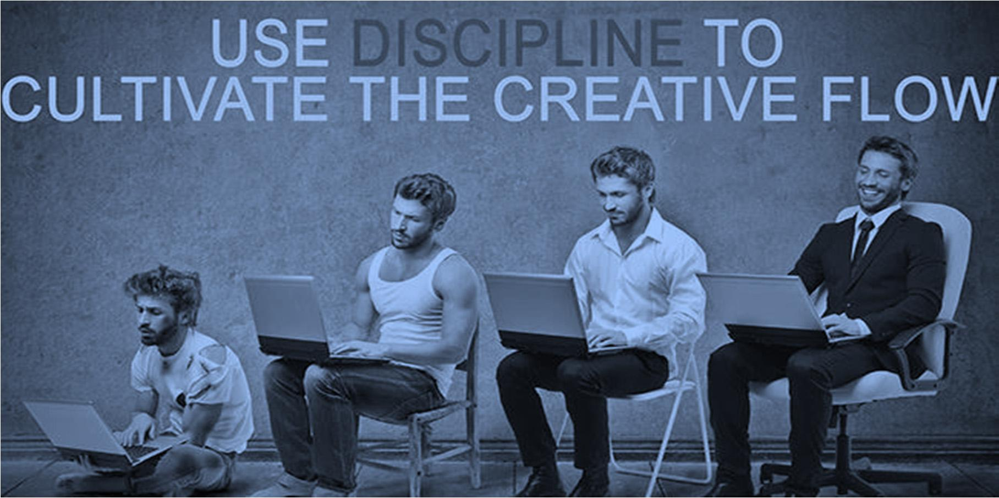 USE DISCIPLINE TO
CULTIVATE THE CREATIVE FLOW